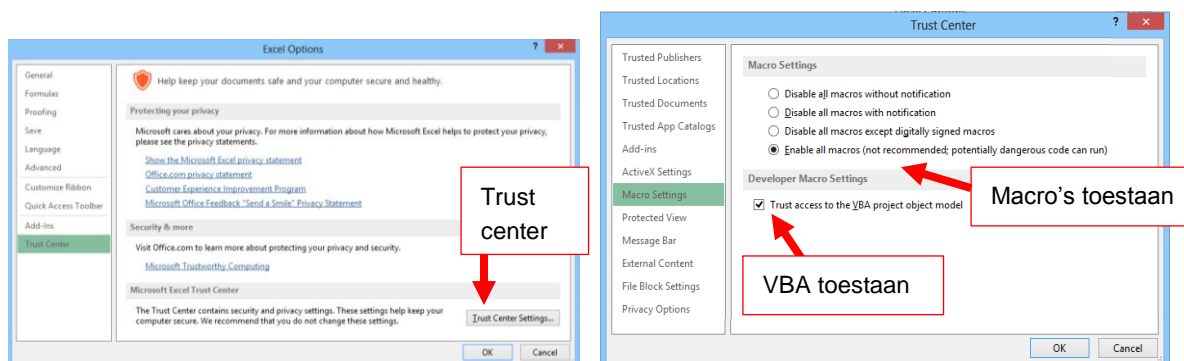 Excel Options
?
General
Formulas
Proofing
Save
Language
Advanced
Customize Ribbon
Quick Access Toolbar
Add-Ins
Trust Center
Help keep your documents safe and your computer secure and healthy.
Protecting your privacy
Microsoft cares about your privacy. For more information about how Microsoft Excel helps to protect your privacy,
please see the privacy statements.
Show the Microsoft Excel privacy statement
Office.com privacy statement
Customer Experience Improvement Program
Microsoft Office Feedback "Send a Smile" Privacy Statement
Security & more
Visit Office.com to learn more about protecting your privacy and security.
Microsoft Trustworthy Computing
Microsoft Excel Trust Center
The Trust Center contains security and privacy settings. These settings help keep your
computer secure. We recommend that you do not change these settings.
Trust Center Settings...
OK
Cancel
Trust
center
Trust Center
?
Trusted Publishers
Trusted Locations
Trusted Documents
Trusted App Catalogs
Add-ins
ActiveX Settings
Macro Settings
Protected View
Message Bar
External Content
File Block Settings
Privacy Options
Macro Settings
Disable all macros without notification
Disable all macros with notification
Disable all macros except digitally signed macros
Enable all macros (not recommended; potentially dangerous code can run)
Developer Macro Settings
Trust access to the VBA project object model
Macro's toestaan
VBA toestaan
OK
Cancel